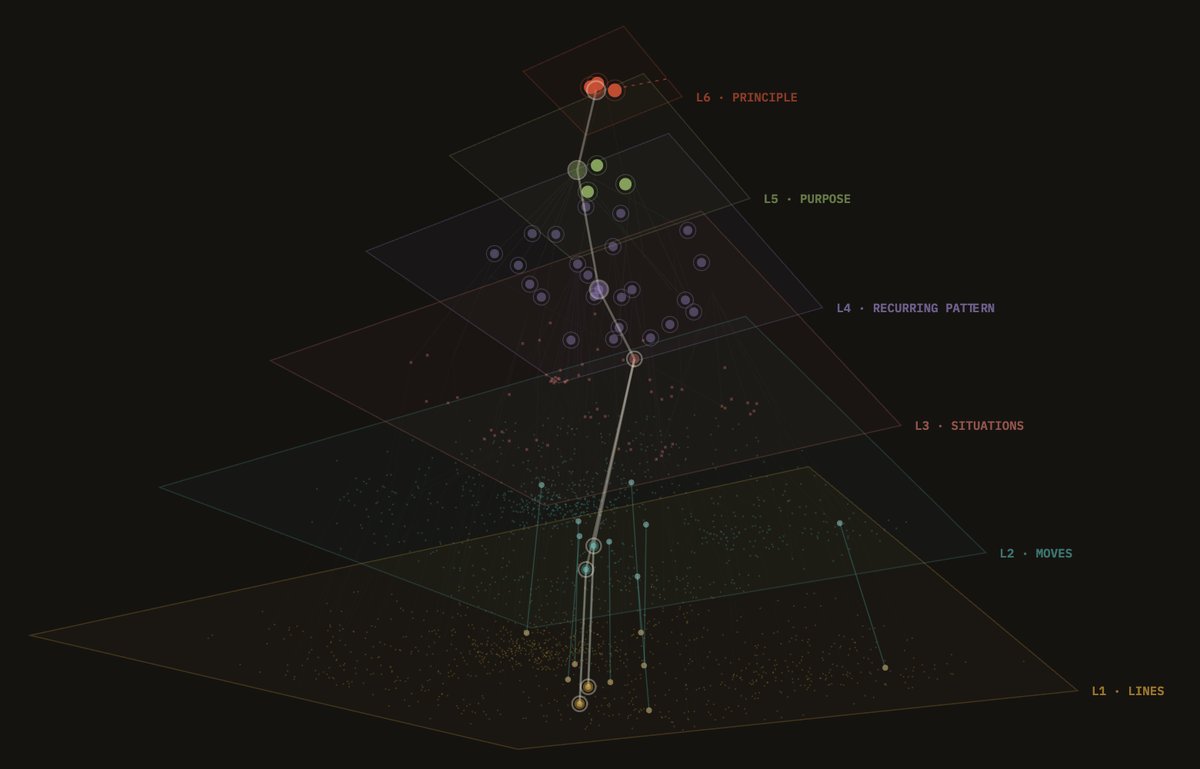 L6 · PRINCIPLE
L5 · PURPOSE
L4 · RECURRING PATTERN
L3 · SITUATIONS
L2 · MOVES
L1 · LINES